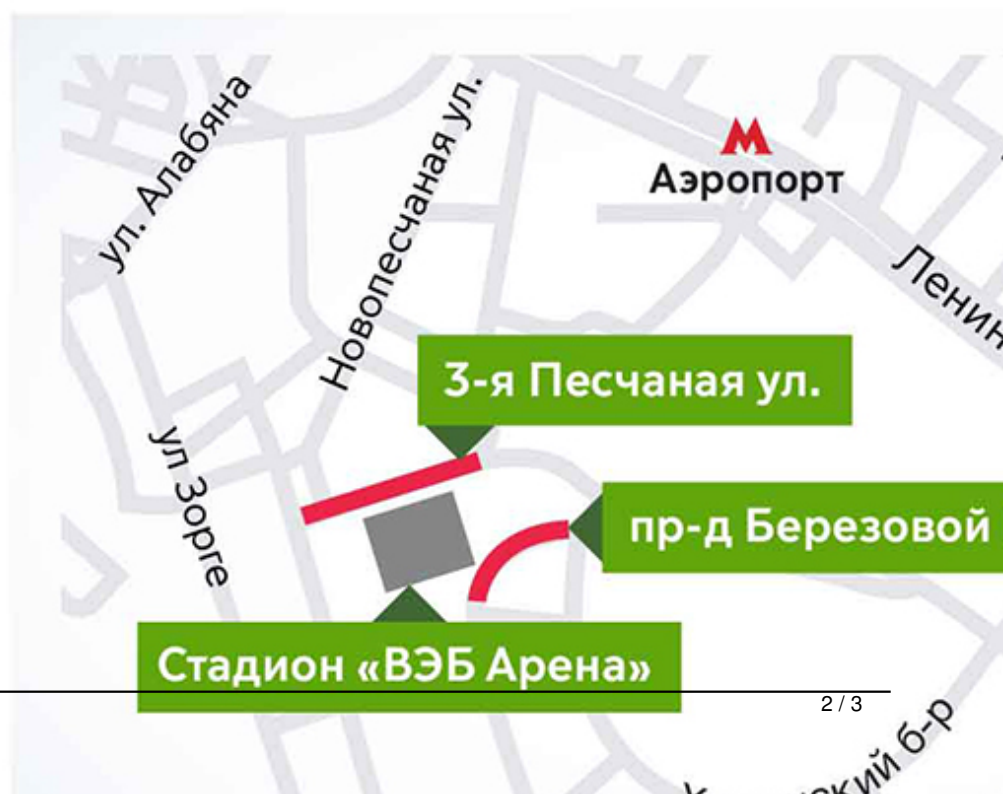 ул. Алабяна
Новопесчаная ул.
Аэропорт
Ленин
3-я Песчаная ул.
ул Зорге
пр-д Березовой
Стадион «ВЭБ Арена»
2 / 3
ский б-р